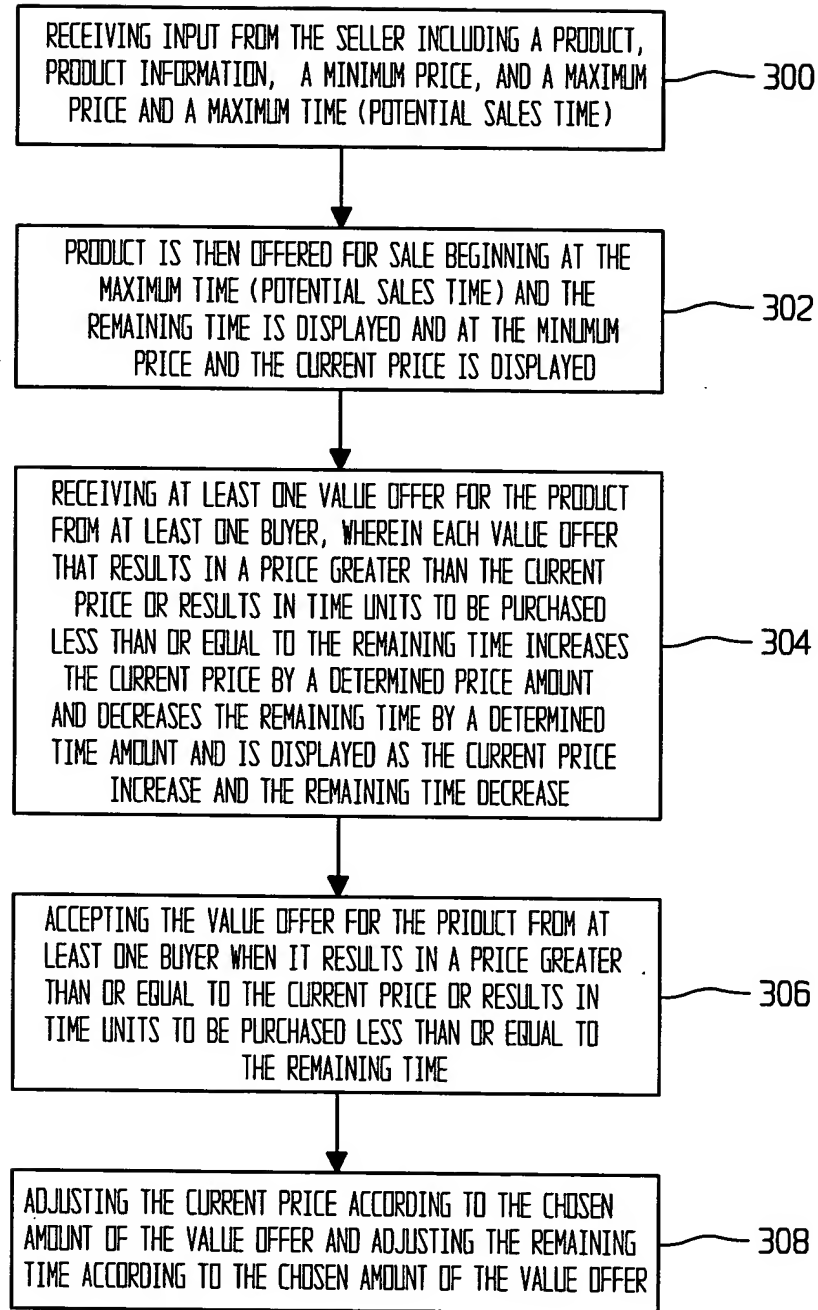 RECEIVING INPUT FROM THE SELLER INCLUDING A PRODUCT,
PRODUCT INFORMATION, A MINIMUM PRICE, AND A MAXIMUM
PRICE AND A MAXIMUM TIME (POTENTIAL SALES TIME)
300
PRODUCT IS THEN OFFERED FOR SALE BEGINNING AT THE
MAXIMUM TIME (POTENTIAL SALES TIME) AND THE
REMAINING TIME IS DISPLAYED AND AT THE MINUMUM
PRICE AND THE CURRENT PRICE IS DISPLAYED
302
RECEIVING AT LEAST ONE VALUE OFFER FOR THE PRODUCT
FROM AT LEAST ONE BUYER, WHEREIN EACH VALUE OFFER
THAT RESULTS IN A PRICE GREATER THAN THE CURRENT
PRICE OR RESULTS IN TIME UNITS TO BE PURCHASED
LESS THAN OR EQUAL TO THE REMAINING TIME INCREASES
THE CURRENT PRICE BY A DETERMINED PRICE AMOUNT
AND DECREASES THE REMAINING TIME BY A DETERMINED
TIME AMOUNT AND IS DISPLAYED AS THE CURRENT PRICE
INCREASE AND THE REMAINING TIME DECREASE
304
ACCEPTING THE VALUE OFFER FOR THE PRIDUCT FROM AT
LEAST ONE BUYER WHEN IT RESULTS IN A PRICE GREATER
THAN OR EQUAL TO THE CURRENT PRICE OR RESULTS IN
TIME UNITS TO BE PURCHASED LESS THAN OR EQUAL TO
THE REMAINING TIME
306
ADJUSTING THE CURRENT PRICE ACCORDING TO THE CHOSEN
AMOUNT OF THE VALUE OFFER AND ADJUSTING THE REMAINING
TIME ACCORDING TO THE CHOSEN AMOUNT OF THE VALUE OFFER
308